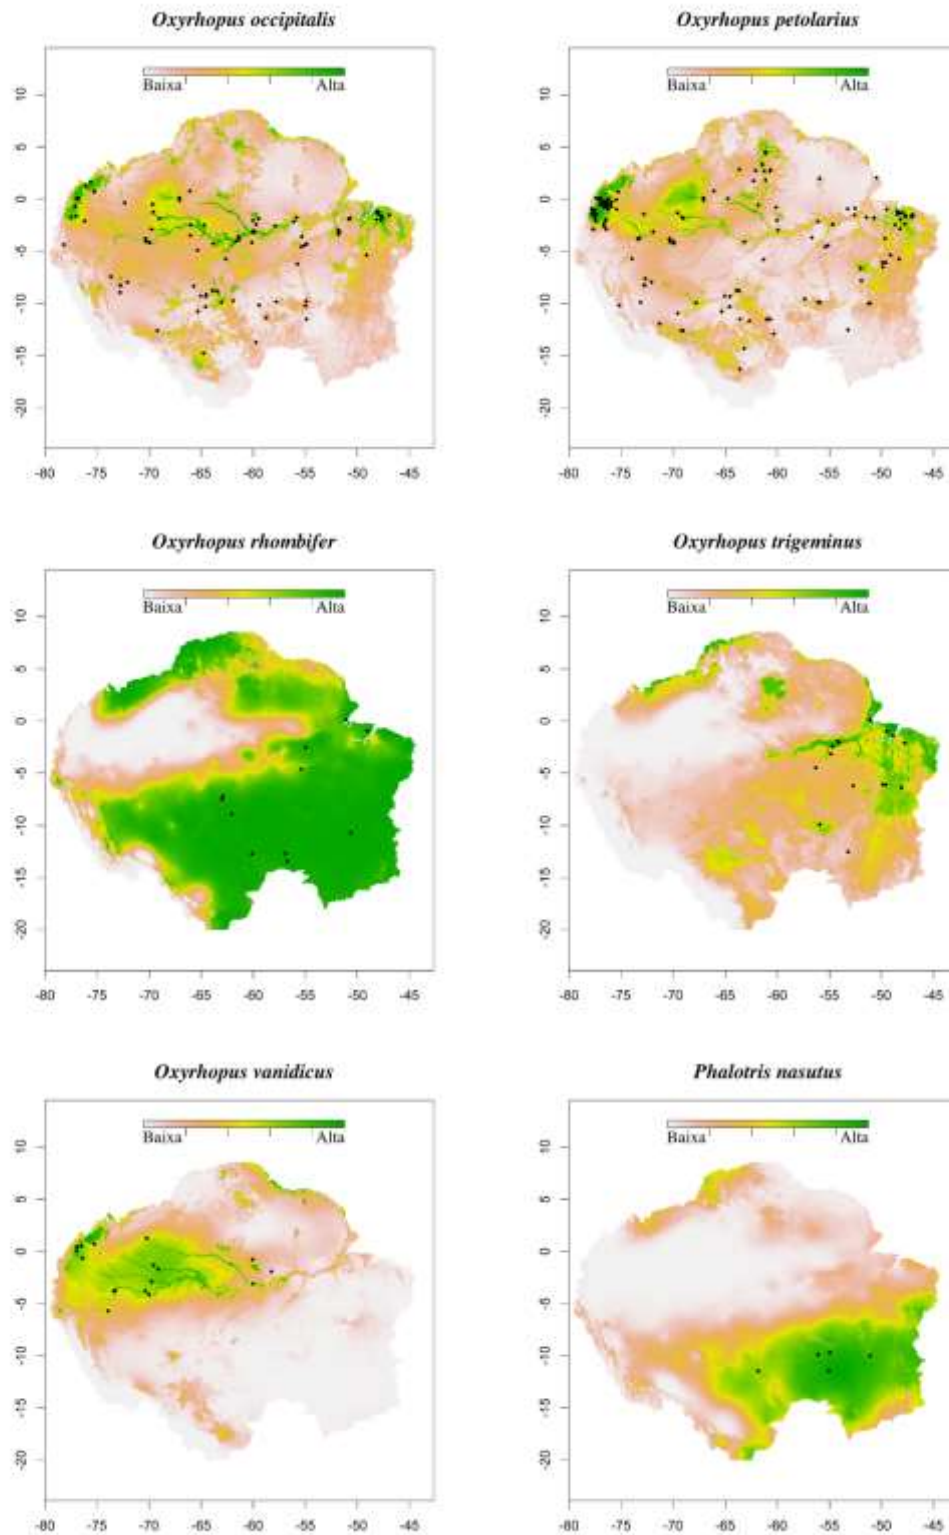 Oxyrhopus occipitalis
Oxyrhopus petolarius
Baixa Alta
Baixa Alta
10
5
0
-5
-10
-15
-20
10
5
0
-5
-10
-15
-20
-80 -75 -70 -65 -60 -55 -50 -45
-80 -75 -70 -65 -60 -55 -50 -45
Oxyrhopus rhombifer
Oxyrhopus trigeminus
Baixa Alta
Baixa Alta
10
5
0
-5
-10
-15
-20
10
5
0
-5
-10
-15
-20
-80 -75 -70 -65 -60 -55 -50 -45
-80 -75 -70 -65 -60 -55 -50 -45
Oxyrhopus vanidicus
Phalotris nasutus
Baixa Alta
Baixa Alta
10
5
0
-5
-10
-15
-20
10
5
0
-5
-10
-15
-20
-80 -75 -70 -65 -60 -55 -50 -45
-80 -75 -70 -65 -60 -55 -50 -45